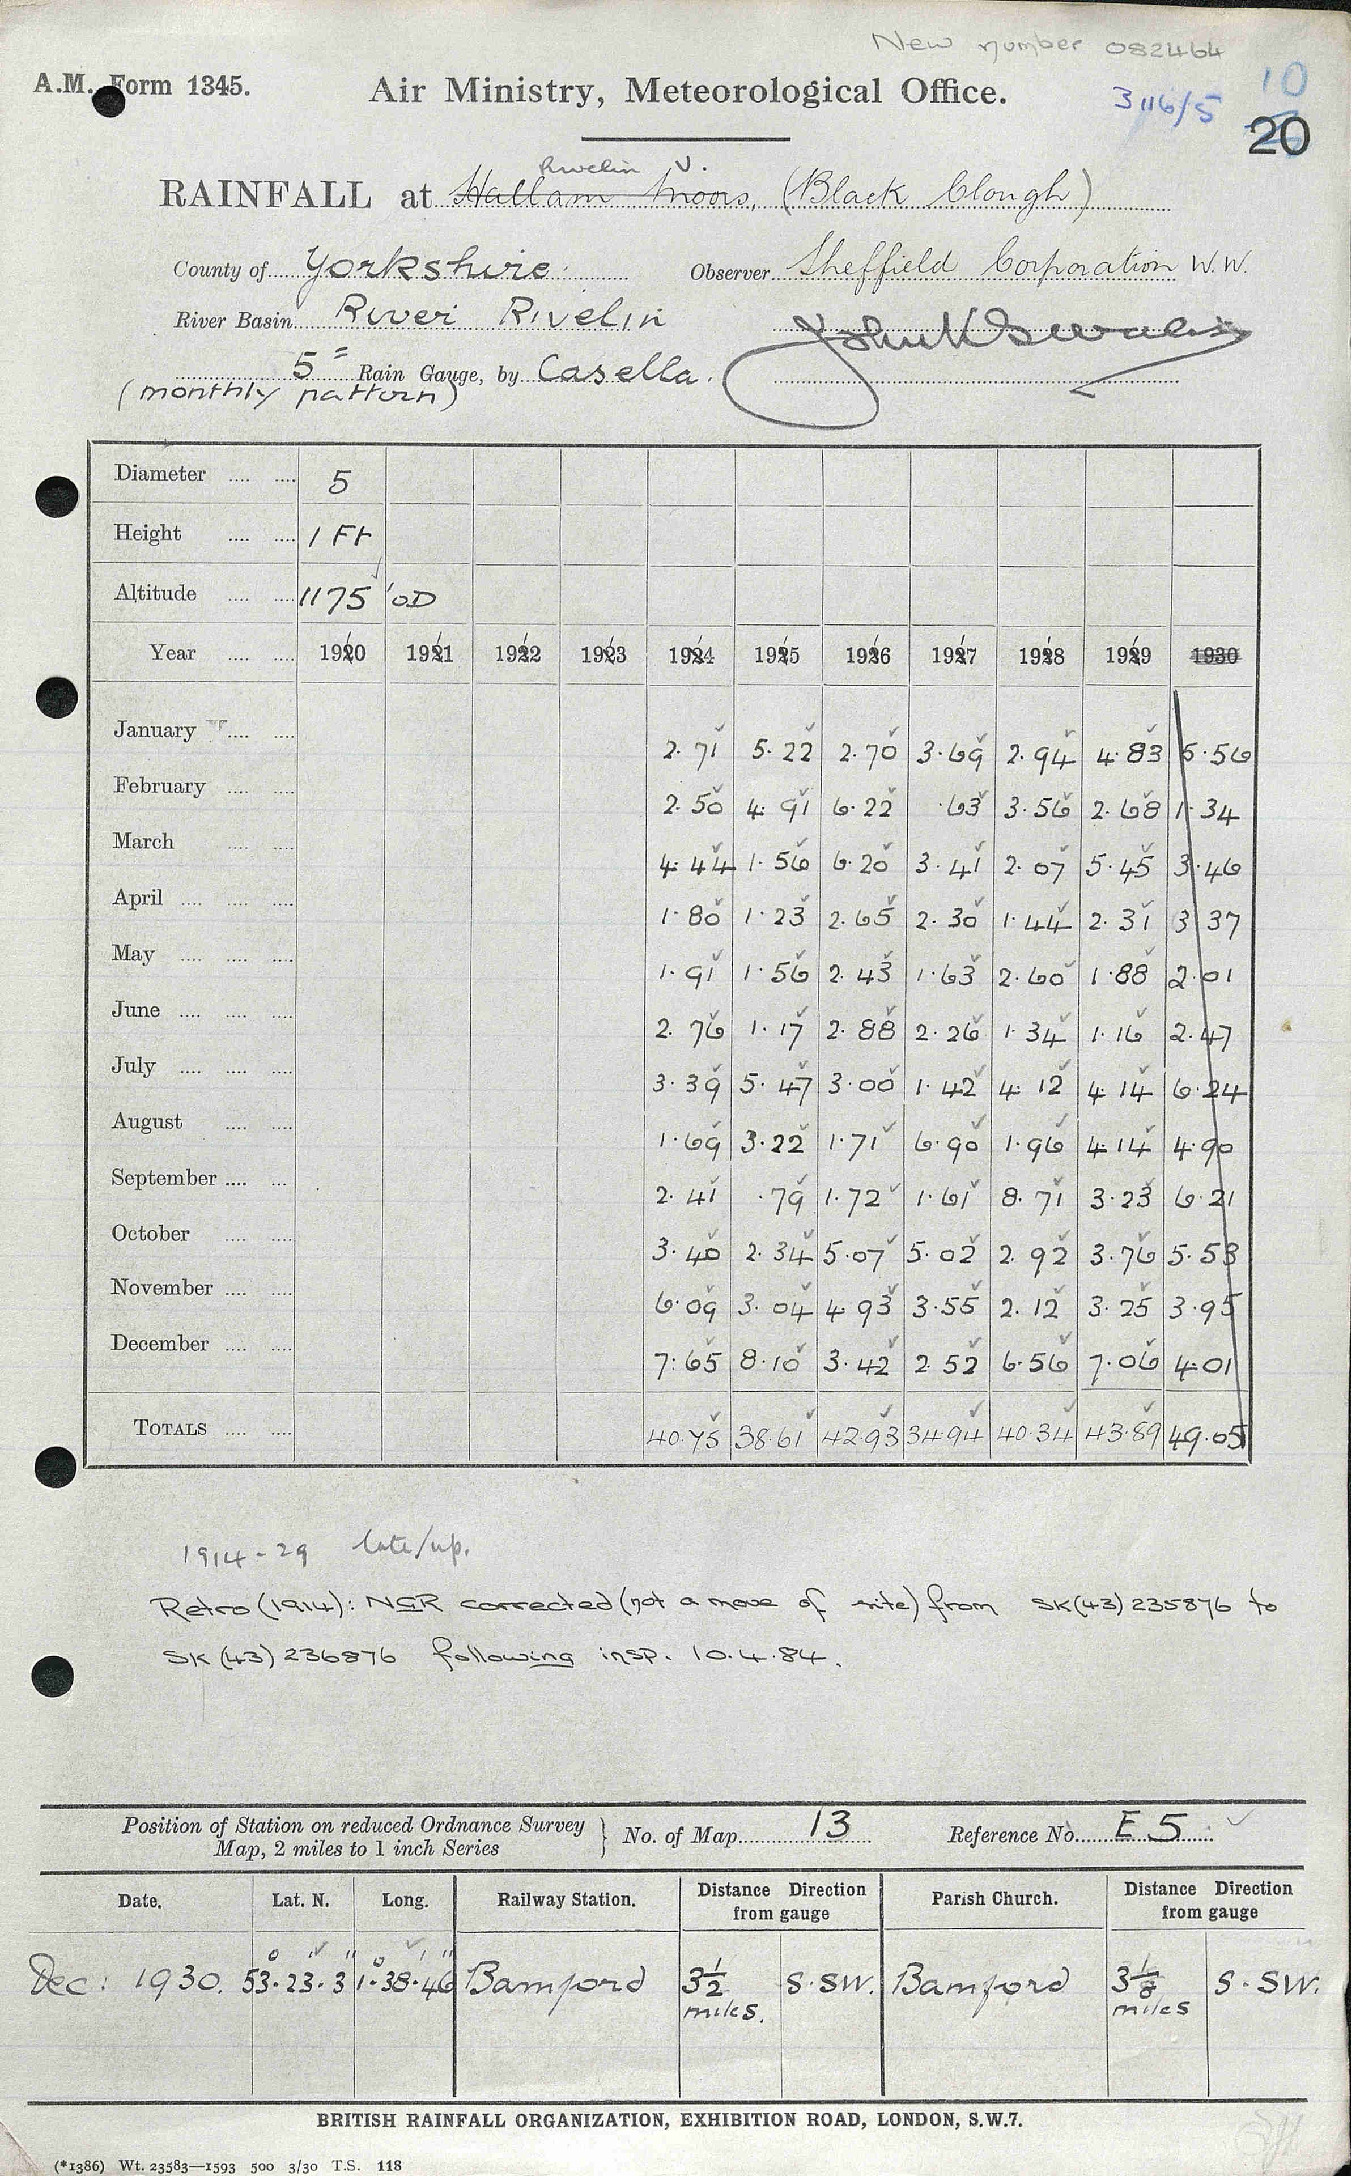 New number 082464
A.M. Form 1345.
Air Ministry, Meteorological Office.
3116/5
10
20
Rivelin V.
RAINFALL at Hallam Moors, (Black Clough)
County of Yorkshire. Observer Sheffield Corporation W.W.
River Basin River Rivelin
5" Rain Gauge, by Casella.
(monthly pattern)
Diameter .... .... 5
Height .... .... 1 Ft
Altitude .... .... 1175 'OD
Year .... .... 1920 1921 1922 1923 1924 1925 1926 1927 1928 1929 1930
January .... .... 2.71 5.22 2.70 3.69 2.94 4.83 5.56
February .... .... 2.50 4.91 6.22 .63 3.56 2.68 1.34
March .... .... 4.44 1.56 6.20 3.41 2.07 5.45 3.46
April .... .... .... 1.80 1.23 2.65 2.30 1.44 2.31 3.37
May .... .... .... 1.91 1.56 2.43 1.63 2.60 1.88 2.01
June .... .... .... 2.76 1.17 2.88 2.26 1.34 1.16 2.47
July .... .... .... 3.39 5.47 3.00 1.42 4.12 4.14 6.24
August .... .... 1.69 3.22 1.71 6.90 1.96 4.14 4.90
September .... .... 2.41 .79 1.72 1.61 8.71 3.23 6.21
October .... .... 3.40 2.34 5.07 5.02 2.92 3.76 5.53
November .... .... 6.09 3.04 4.93 3.55 2.12 3.25 3.95
December .... .... 7.65 8.10 3.42 2.52 6.56 7.06 4.01
TOTALS .... .... 40.75 38.61 42.93 34.94 40.34 43.89 49.05
1914 - 29 late/up.
Retro (1914): NGR corrected (not a move of site) from SK(43) 235876 to
SK (43) 236876 following insp. 10.4.84.
Position of Station on reduced Ordnance Survey
Map, 2 miles to 1 inch Series
No. of Map 13 Reference No. E 5
Date. Lat. N. Long. Railway Station. Distance from gauge Direction Parish Church. Distance from gauge Direction
Dec: 1930. 53° 23' 3" 1° 38' 46" Bamford 3 1/2 miles. S.SW. Bamford 3 1/8 miles S.SW.
BRITISH RAINFALL ORGANIZATION, EXHIBITION ROAD, LONDON, S.W.7.
(*1386) Wt. 23583—1593 500 3/30 T.S. 118